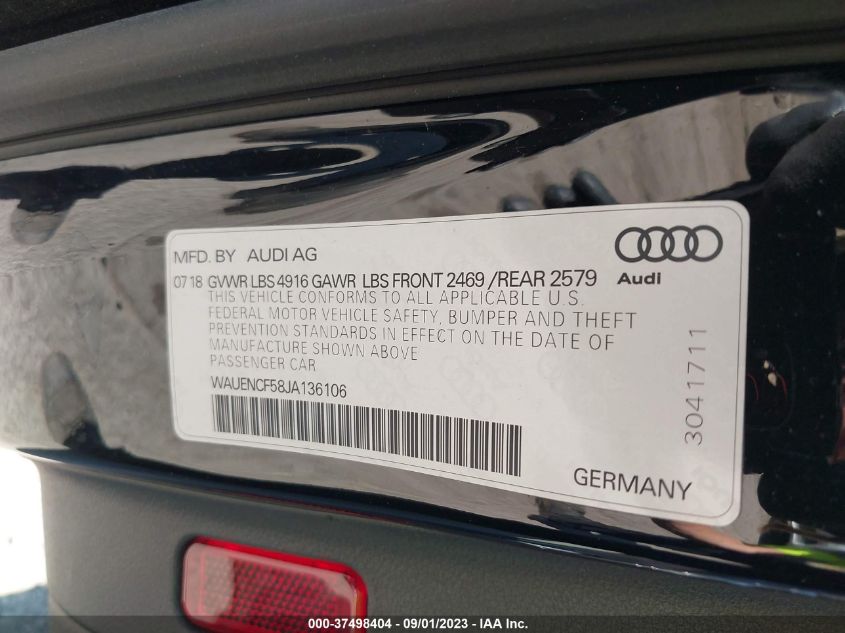 MFD. BY AUDI AG
Audi
07 18 GVWR LBS 4916 GAWR LBS FRONT 2469 /REAR 2579
THIS VEHICLE CONFORMS TO ALL APPLICABLE U.S.
FEDERAL MOTOR VEHICLE SAFETY, BUMPER AND THEFT
PREVENTION STANDARDS IN EFFECT ON THE DATE OF
MANUFACTURE SHOWN ABOVE
PASSENGER CAR
WAUENCF58JA136106
3041711
GERMANY
000-37498404 - 09/01/2023 - IAA Inc.